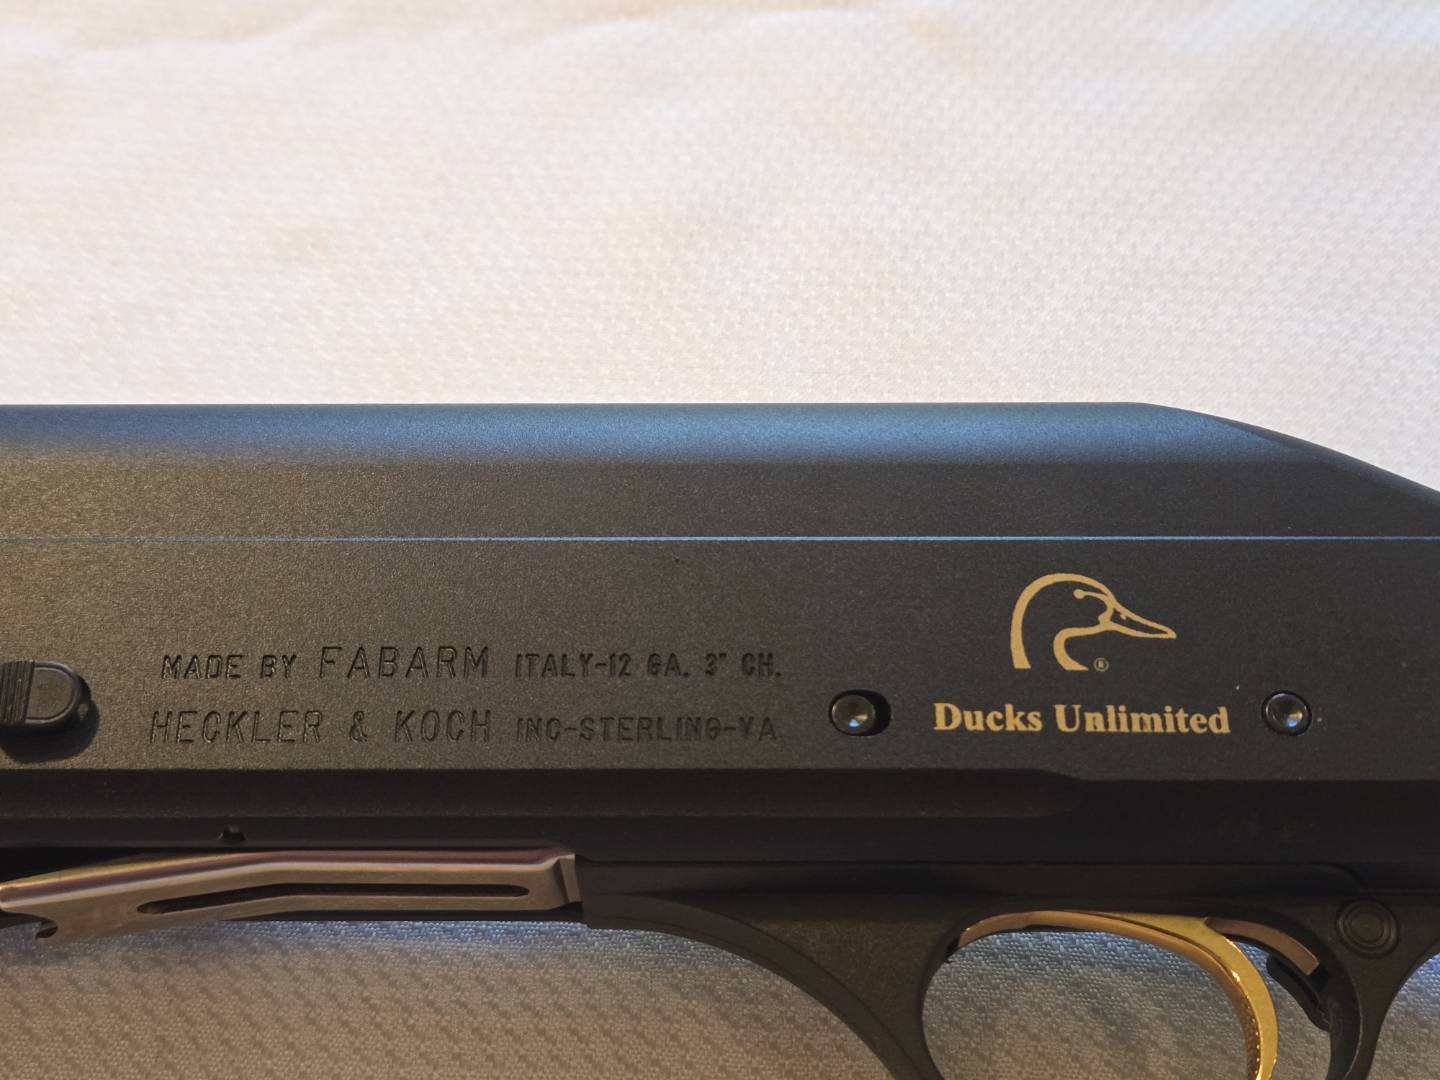 MADE BY FABARM ITALY-12 GA. 3" CH.
HECKLER & KOCH INC-STERLING-VA
®
Ducks Unlimited